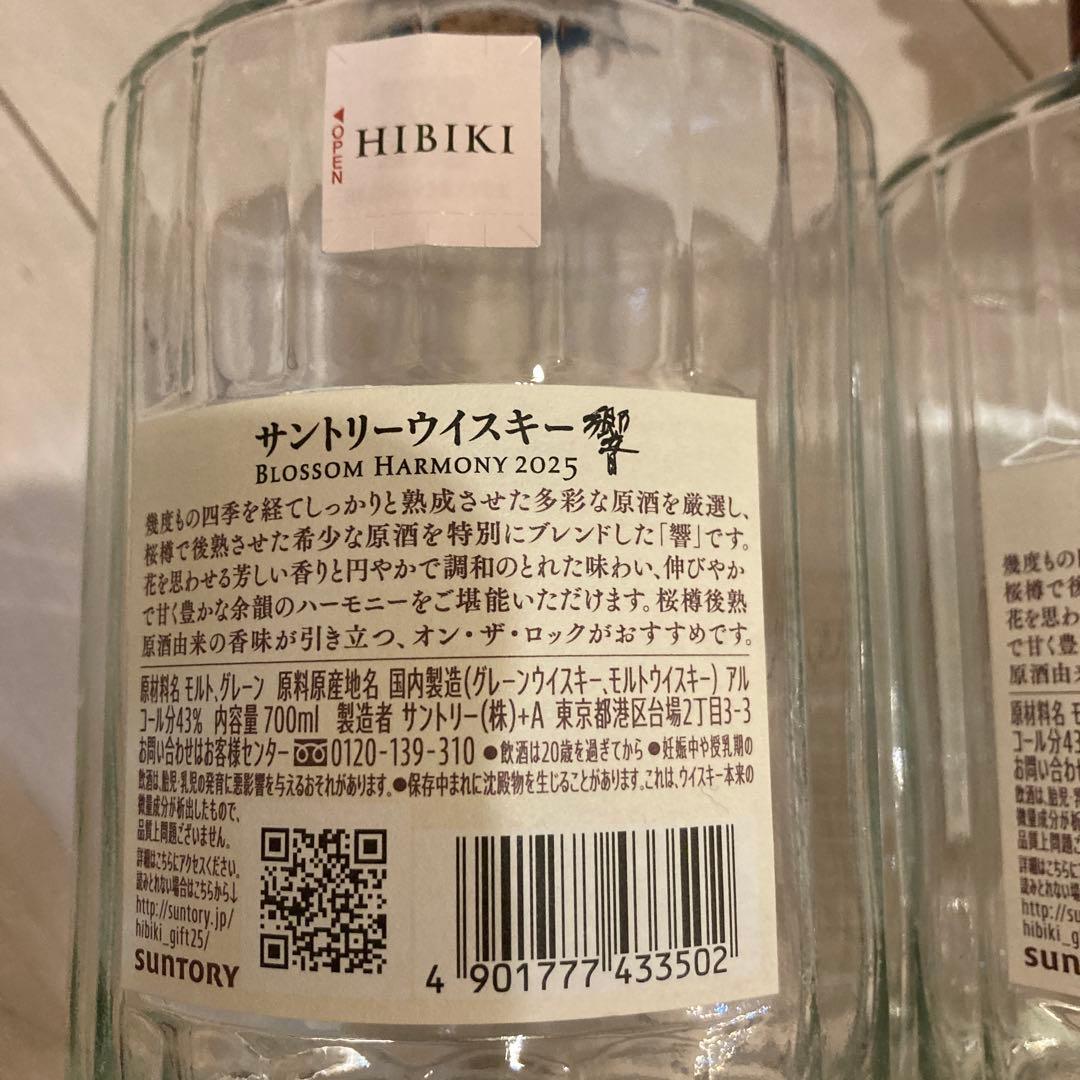 ◀OPEN
HIBIKI
サントリーウイスキー 響
BLOSSOM HARMONY 2025
幾度もの四季を経てしっかりと熟成させた多彩な原酒を厳選し、
桜樽で後熟させた希少な原酒を特別にブレンドした「響」です。
花を思わせる芳しい香りと円やかで調和のとれた味わい、伸びやか
で甘く豊かな余韻のハーモニーをご堪能いただけます。桜樽後熟
原酒由来の香味が引き立つ、オン・ザ・ロックがおすすめです。
原材料名 モルト、グレーン 原料原産地名 国内製造(グレーンウイスキー、モルトウイスキー) アル
コール分43% 内容量 700ml 製造者 サントリー(株)+A 東京都港区台場2丁目3-3
お問い合わせはお客様センター 0120-139-310 ●飲酒は20歳を過ぎてから ●妊娠中や授乳期の
飲酒は、胎児・乳児の発育に悪影響を与えるおそれがあります。●保存中まれに沈殿物を生じることがあります。これは、ウイスキー本来の
微量成分が析出したもので、
品質上問題ございません。
詳細はこちらにアクセスください。
読みとれない場合はこちらから↓
http://suntory.jp/
hibiki_gift25/
SUNTORY
4 901777 433502
幾度もの
桜樽で後
花を思わ
で甘く豊
原酒由来
原材料名 モ
コール分43
お問い合わせ
飲酒は、胎児・乳
微量成分が析出
品質上問題ご
詳細はこちらに
読みとれない場合
http://su
hibiki_g
SUN